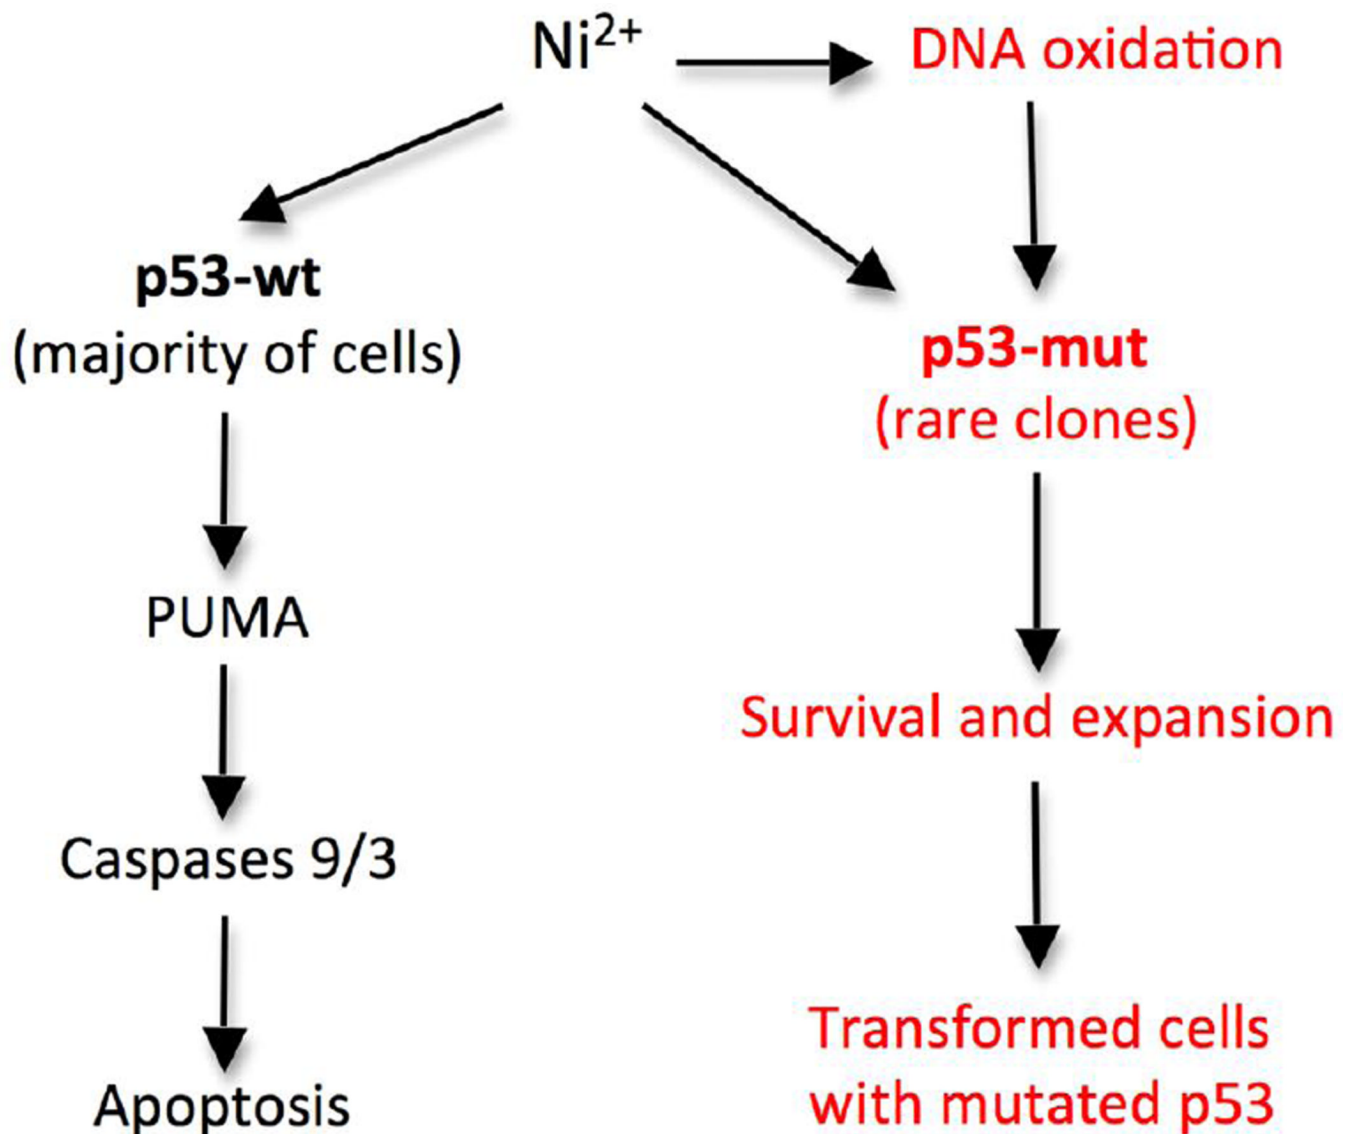 Ni2+
DNA oxidation
p53-wt
(majority of cells)
p53-mut
(rare clones)
PUMA
Survival and expansion
Caspases 9/3
Transformed cells
with mutated p53
Apoptosis